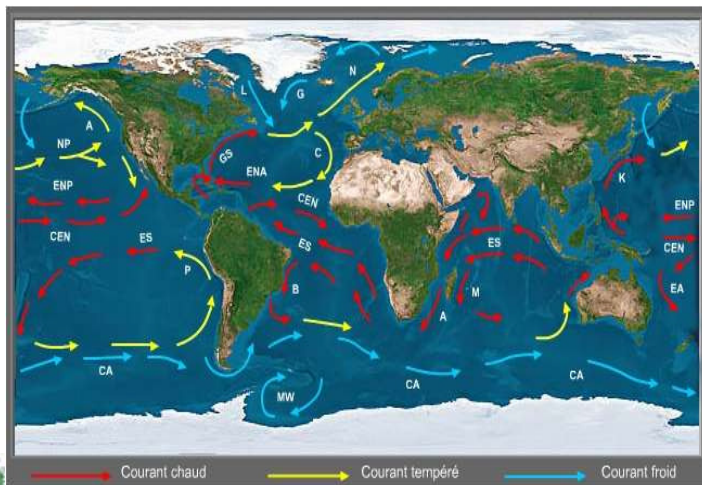 N
L
G
A
NP
GS
C
K
ENP
ENA
CEN
ENP
CEN
ES
ES
ES
CEN
P
B
M
A
EA
CA
CA
CA
MW
Courant chaud
Courant tempéré
Courant froid